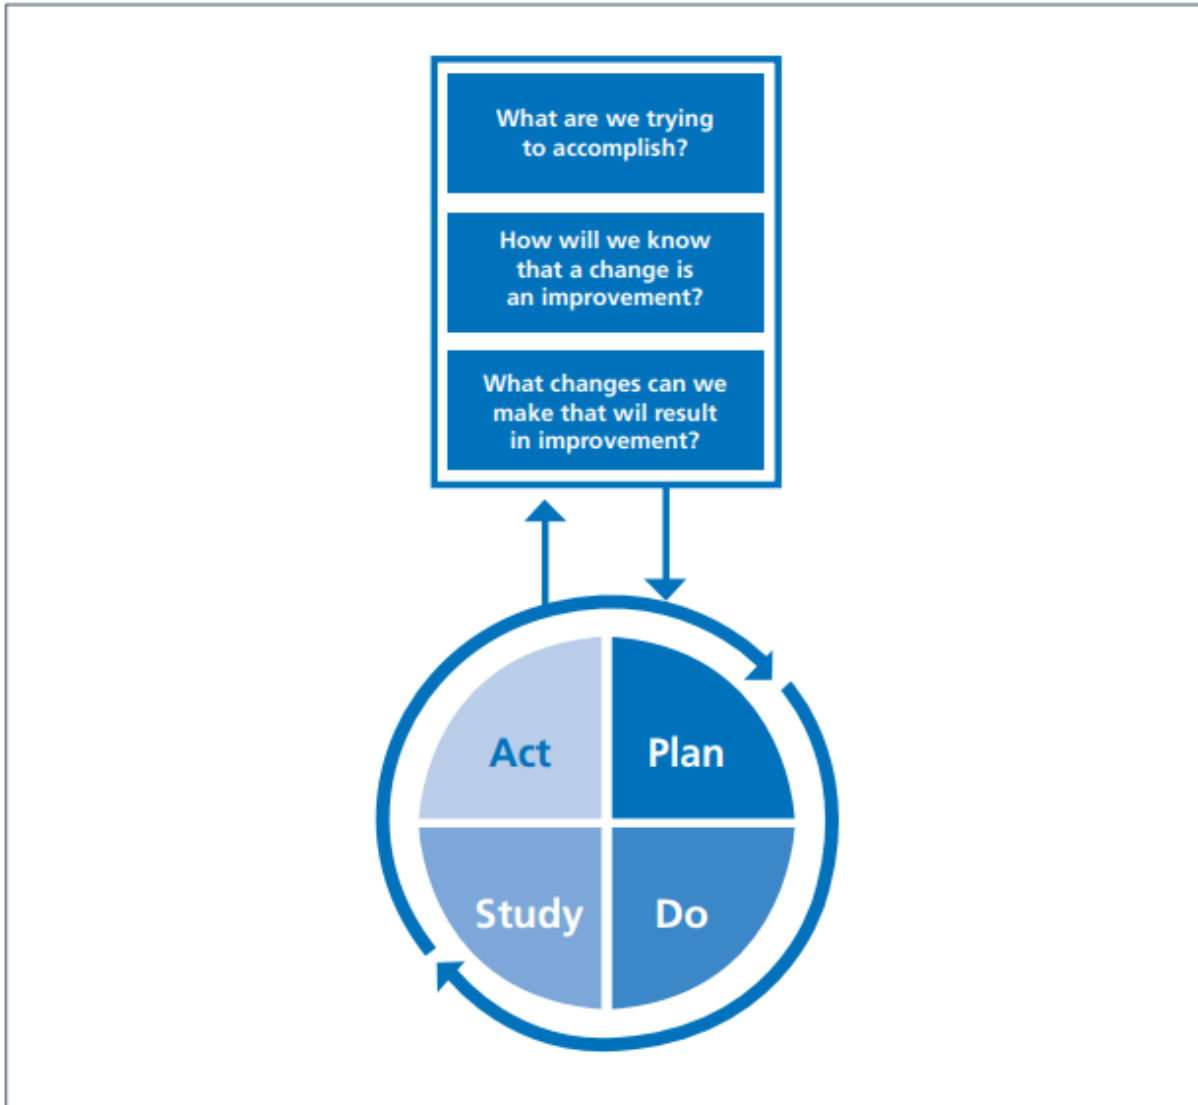 What are we trying
to accomplish?
How will we know
that a change is
an improvement?
What changes can we
make that wil result
in improvement?
Act
Plan
Study
Do